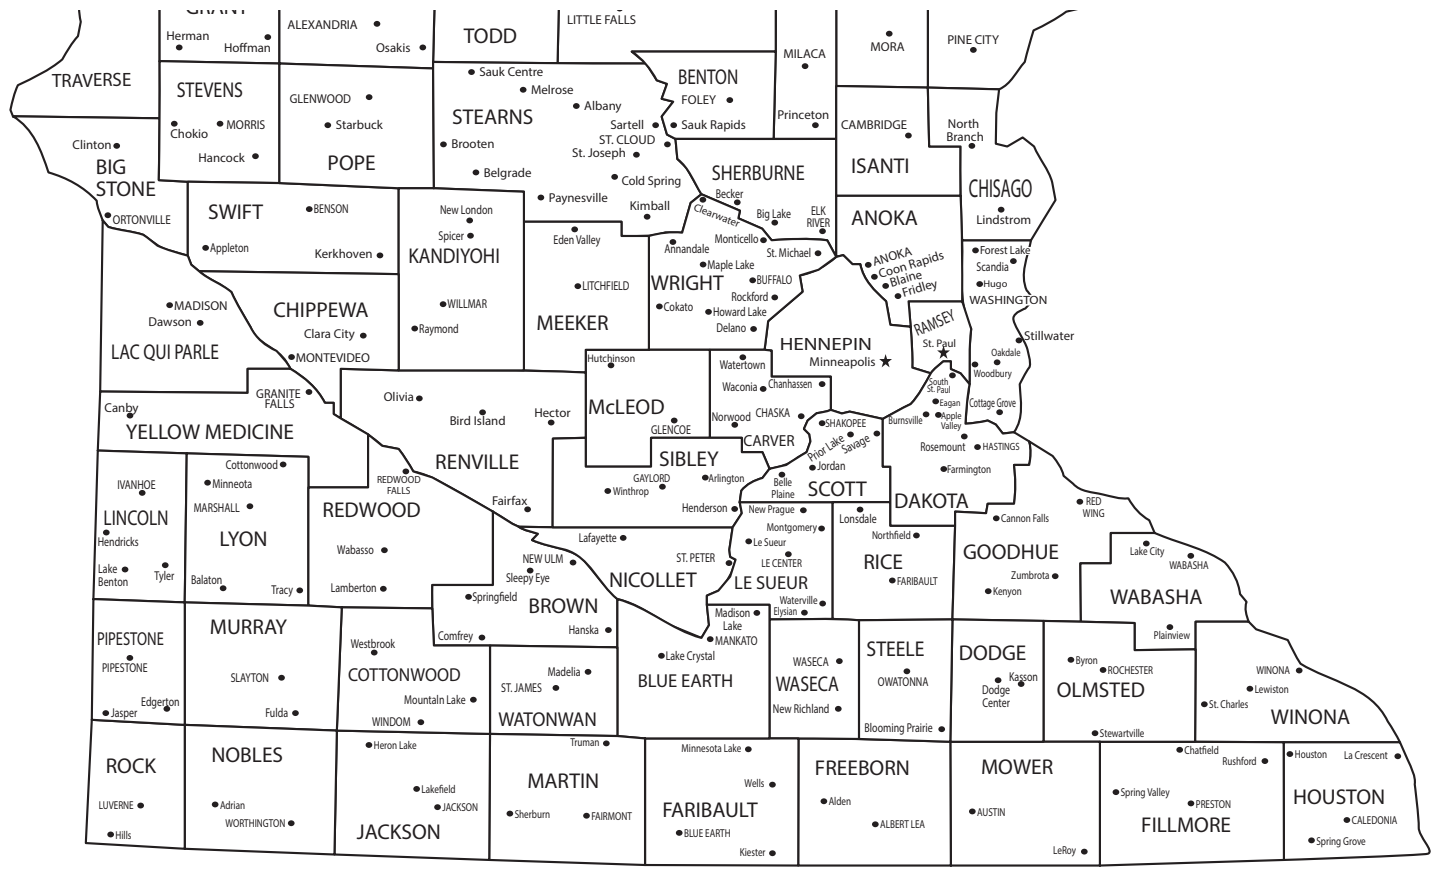 GRANT
Herman
Hoffman
ALEXANDRIA
Osakis
TODD
LITTLE FALLS
MILACA
MORA
PINE CITY
TRAVERSE
STEVENS
Chokio
MORRIS
Hancock
GLENWOOD
Starbuck
POPE
Sauk Centre
Melrose
Albany
STEARNS
Sartell
ST. CLOUD
St. Joseph
Brooten
Belgrade
Cold Spring
Paynesville
Kimball
BENTON
FOLEY
Sauk Rapids
Princeton
CAMBRIDGE
ISANTI
North
Branch
CHISAGO
Lindstrom
SHERBURNE
Becker
Big Lake
ELK
RIVER
Clearwater
Clinton
BIG
STONE
ORTONVILLE
SWIFT
BENSON
Appleton
Kerkhoven
New London
Spicer
KANDIYOHI
WILLMAR
Raymond
Eden Valley
LITCHFIELD
MEEKER
Annandale
Monticello
St. Michael
Maple Lake
WRIGHT
BUFFALO
Rockford
Cokato
Howard Lake
Delano
ANOKA
ANOKA
Coon Rapids
Blaine
Fridley
Forest Lake
Scandia
Hugo
WASHINGTON
Stillwater
Oakdale
Woodbury
Cottage Grove
RAMSEY
St. Paul
HENNEPIN
Minneapolis
MADISON
Dawson
LAC QUI PARLE
CHIPPEWA
Clara City
MONTEVIDEO
GRANITE
FALLS
Canby
YELLOW MEDICINE
Olivia
Bird Island
Hector
RENVILLE
Fairfax
Hutchinson
McLEOD
GLENCOE
Watertown
Waconia
Chanhassen
Norwood
CHASKA
CARVER
SHAKOPEE
Prior Lake
Savage
Jordan
Belle
Plaine
SCOTT
South
St. Paul
Eagan
Burnsville
Apple
Valley
Rosemount
HASTINGS
Farmington
DAKOTA
SIBLEY
GAYLORD
Arlington
Winthrop
Henderson
REDWOOD
FALLS
REDWOOD
Wabasso
Lamberton
IVANHOE
LINCOLN
Hendricks
Lake
Benton
Tyler
Cottonwood
Minneota
MARSHALL
LYON
Balaton
Tracy
Lafayette
ST. PETER
NICOLLET
NEW ULM
Sleepy Eye
Springfield
BROWN
Comfrey
Hanska
New Prague
Montgomery
Le Sueur
LE CENTER
LE SUEUR
Waterville
Elysian
Lonsdale
Northfield
RICE
FARIBAULT
Cannon Falls
RED
WING
GOODHUE
Zumbrota
Kenyon
Lake City
WABASHA
WABASHA
Plainview
PIPESTONE
PIPESTONE
Edgerton
Jasper
MURRAY
SLAYTON
Fulda
Westbrook
COTTONWOOD
Mountain Lake
WINDOM
Madelia
ST. JAMES
WATONWAN
Madison
Lake
MANKATO
Lake Crystal
BLUE EARTH
WASECA
WASECA
New Richland
STEELE
OWATONNA
Blooming Prairie
DODGE
Kasson
Dodge
Center
Byron
ROCHESTER
OLMSTED
Stewartville
WINONA
Lewiston
St. Charles
WINONA
ROCK
LUVERNE
Hills
NOBLES
Adrian
WORTHINGTON
Heron Lake
Lakefield
JACKSON
JACKSON
Truman
MARTIN
Sherburn
FAIRMONT
Minnesota Lake
Wells
FARIBAULT
BLUE EARTH
Kiester
FREEBORN
Alden
ALBERT LEA
MOWER
AUSTIN
LeRoy
Chatfield
Rushford
Spring Valley
PRESTON
FILLMORE
Houston
La Crescent
HOUSTON
CALEDONIA
Spring Grove